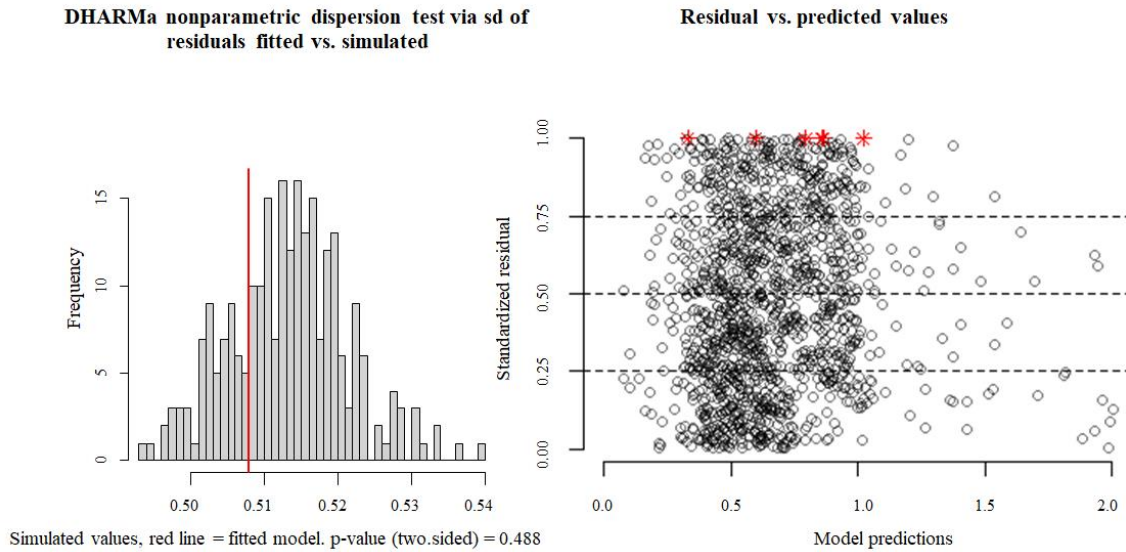 DHARMa nonparametric dispersion test via sd of
residuals fitted vs. simulated
Frequency
15
10
5
0
0.50 0.51 0.52 0.53 0.54
Simulated values, red line = fitted model. p-value (two.sided) = 0.488
Residual vs. predicted values
Standardized residual
1.00
0.75
0.50
0.25
0.00
0.0 0.5 1.0 1.5 2.0
Model predictions